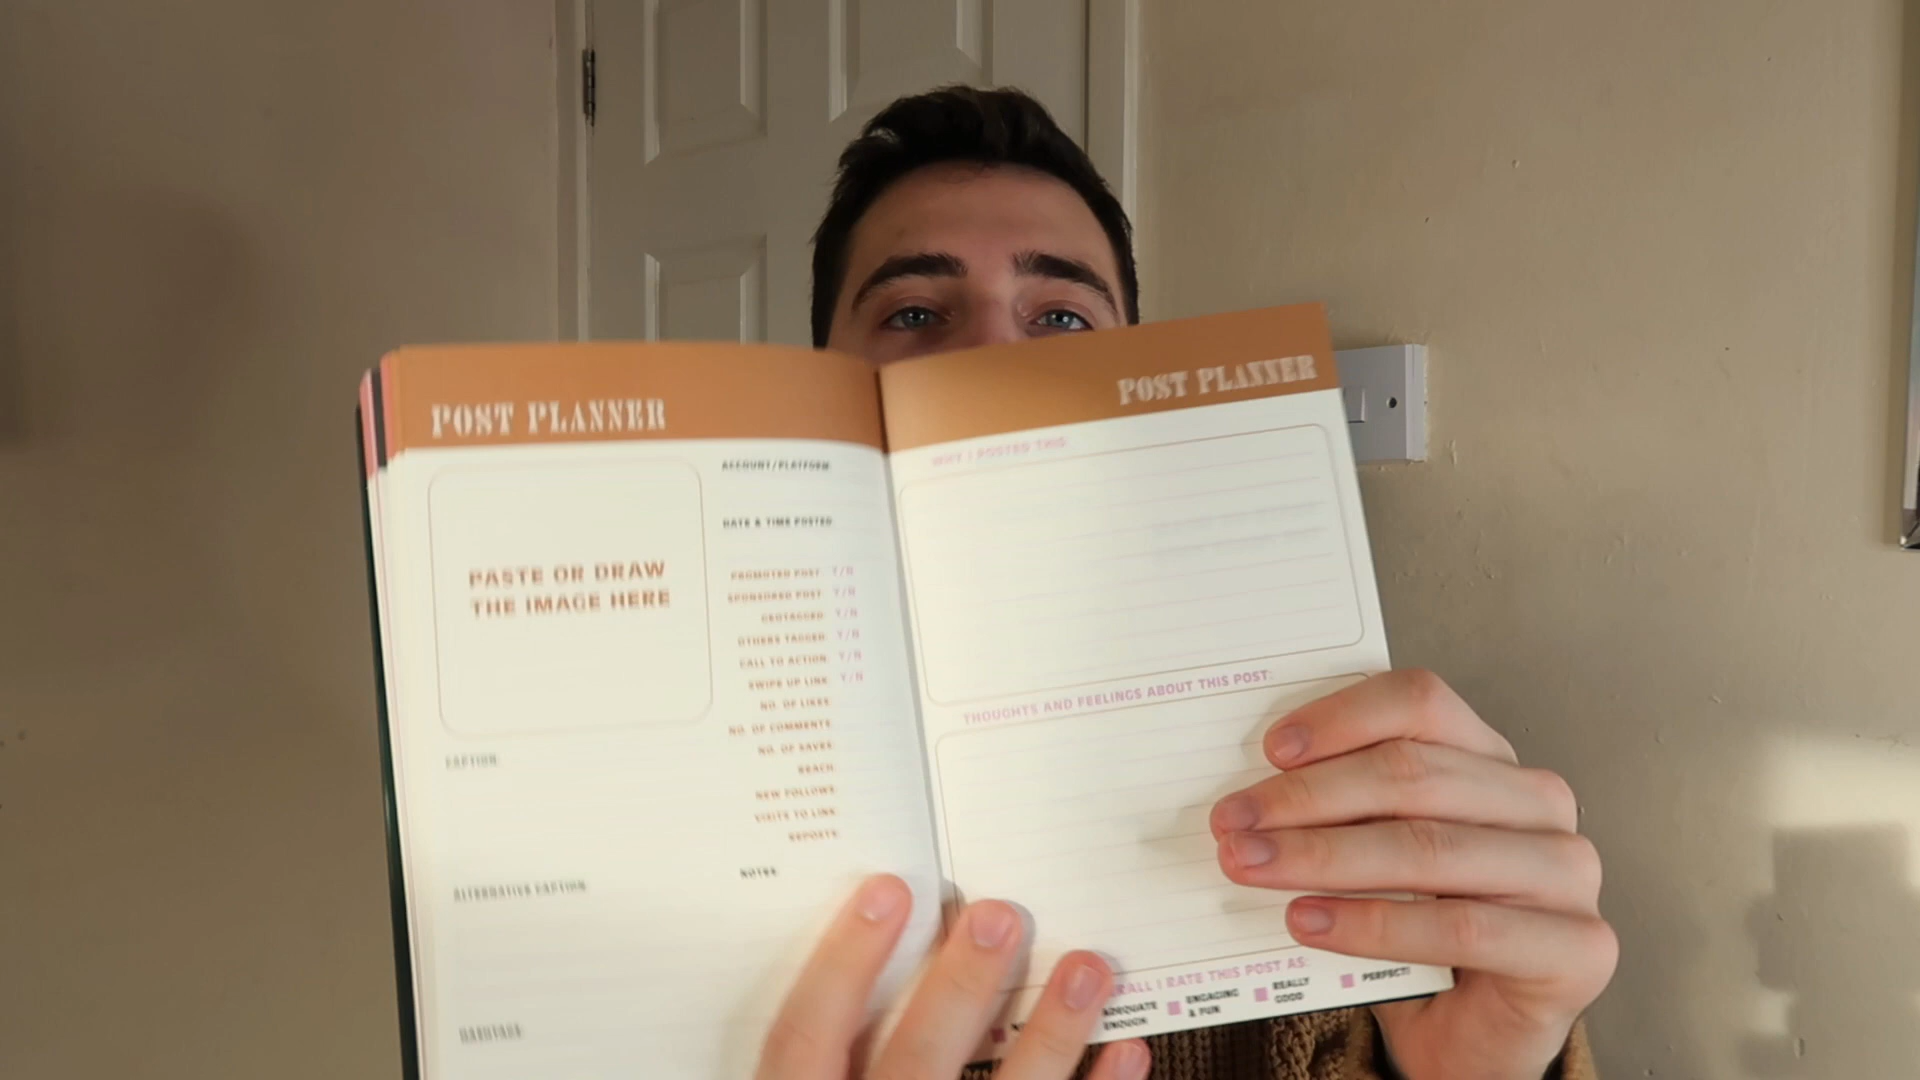 POST PLANNER
PASTE OR DRAW
THE IMAGE HERE
CAPTION:
ALTERNATIVE CAPTION:
HASHTAGS:
ACCOUNT/PLATFORM:
DATE & TIME POSTED:
PROMOTED POST: Y/N
SPONSORED POST: Y/N
GEOTAGGED: Y/N
OTHERS TAGGED: Y/N
CALL TO ACTION: Y/N
SWIPE UP LINK: Y/N
NO. OF LIKES:
NO. OF COMMENTS:
NO. OF SAVES:
REACH:
NEW FOLLOWS:
VISITS TO LINK:
REPOSTS:
NOTES:
POST PLANNER
WHY I POSTED THIS
THOUGHTS AND FEELINGS ABOUT THIS POST:
I RATE THIS POST AS:
ADEQUATE
ENOUGH
ENGAGING
& FUN
REALLY
GOOD
PERFECT!